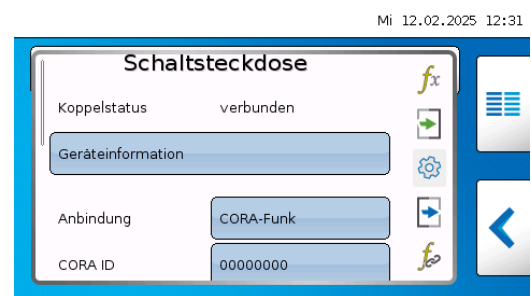 Mi 12.02.2025 12:31
Schaltsteckdose
Koppelstatus verbunden
Geräteinformation
Anbindung CORA-Funk
CORA ID 00000000